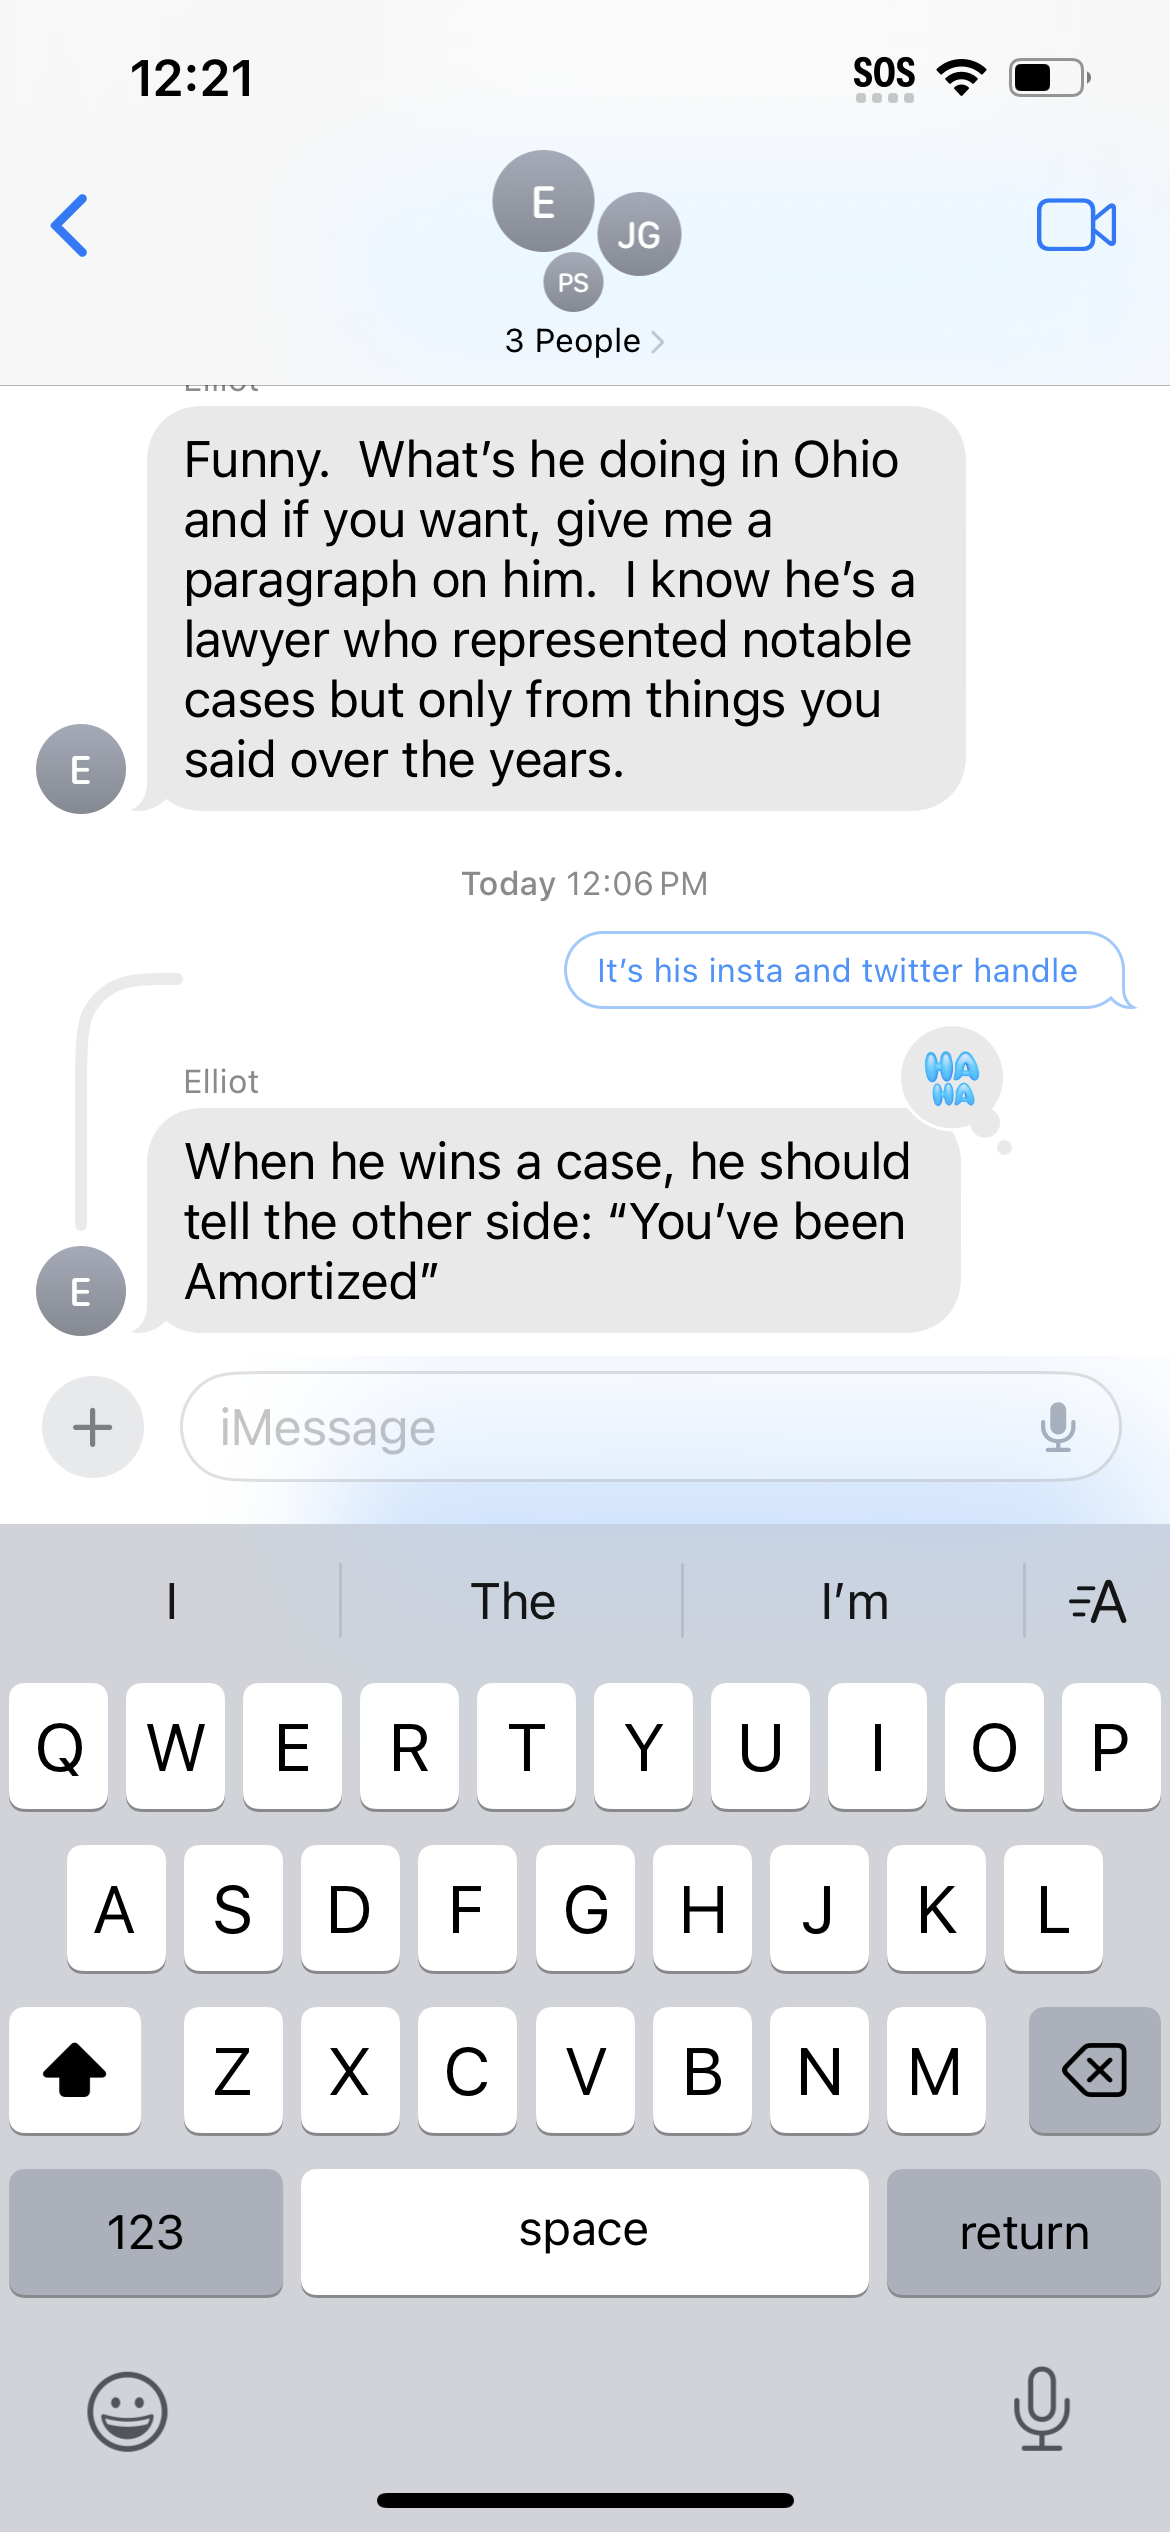 12:21
SOS
E
JG
PS
3 People
Elliot
Funny.  What’s he doing in Ohio
and if you want, give me a
paragraph on him.  I know he’s a
lawyer who represented notable
cases but only from things you
said over the years.
E
Today 12:06 PM
It’s his insta and twitter handle
Elliot
HA
HA
When he wins a case, he should
tell the other side: “You’ve been
Amortized”
E
iMessage
I The I’m A
Q W E R T Y U I O P
A S D F G H J K L
Z X C V B N M
123 space return